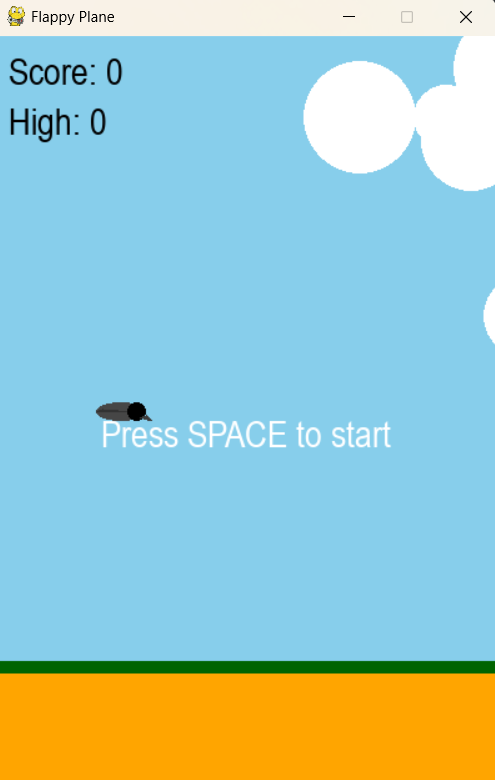 Flappy Plane
Score: 0
High: 0
Press SPACE to start